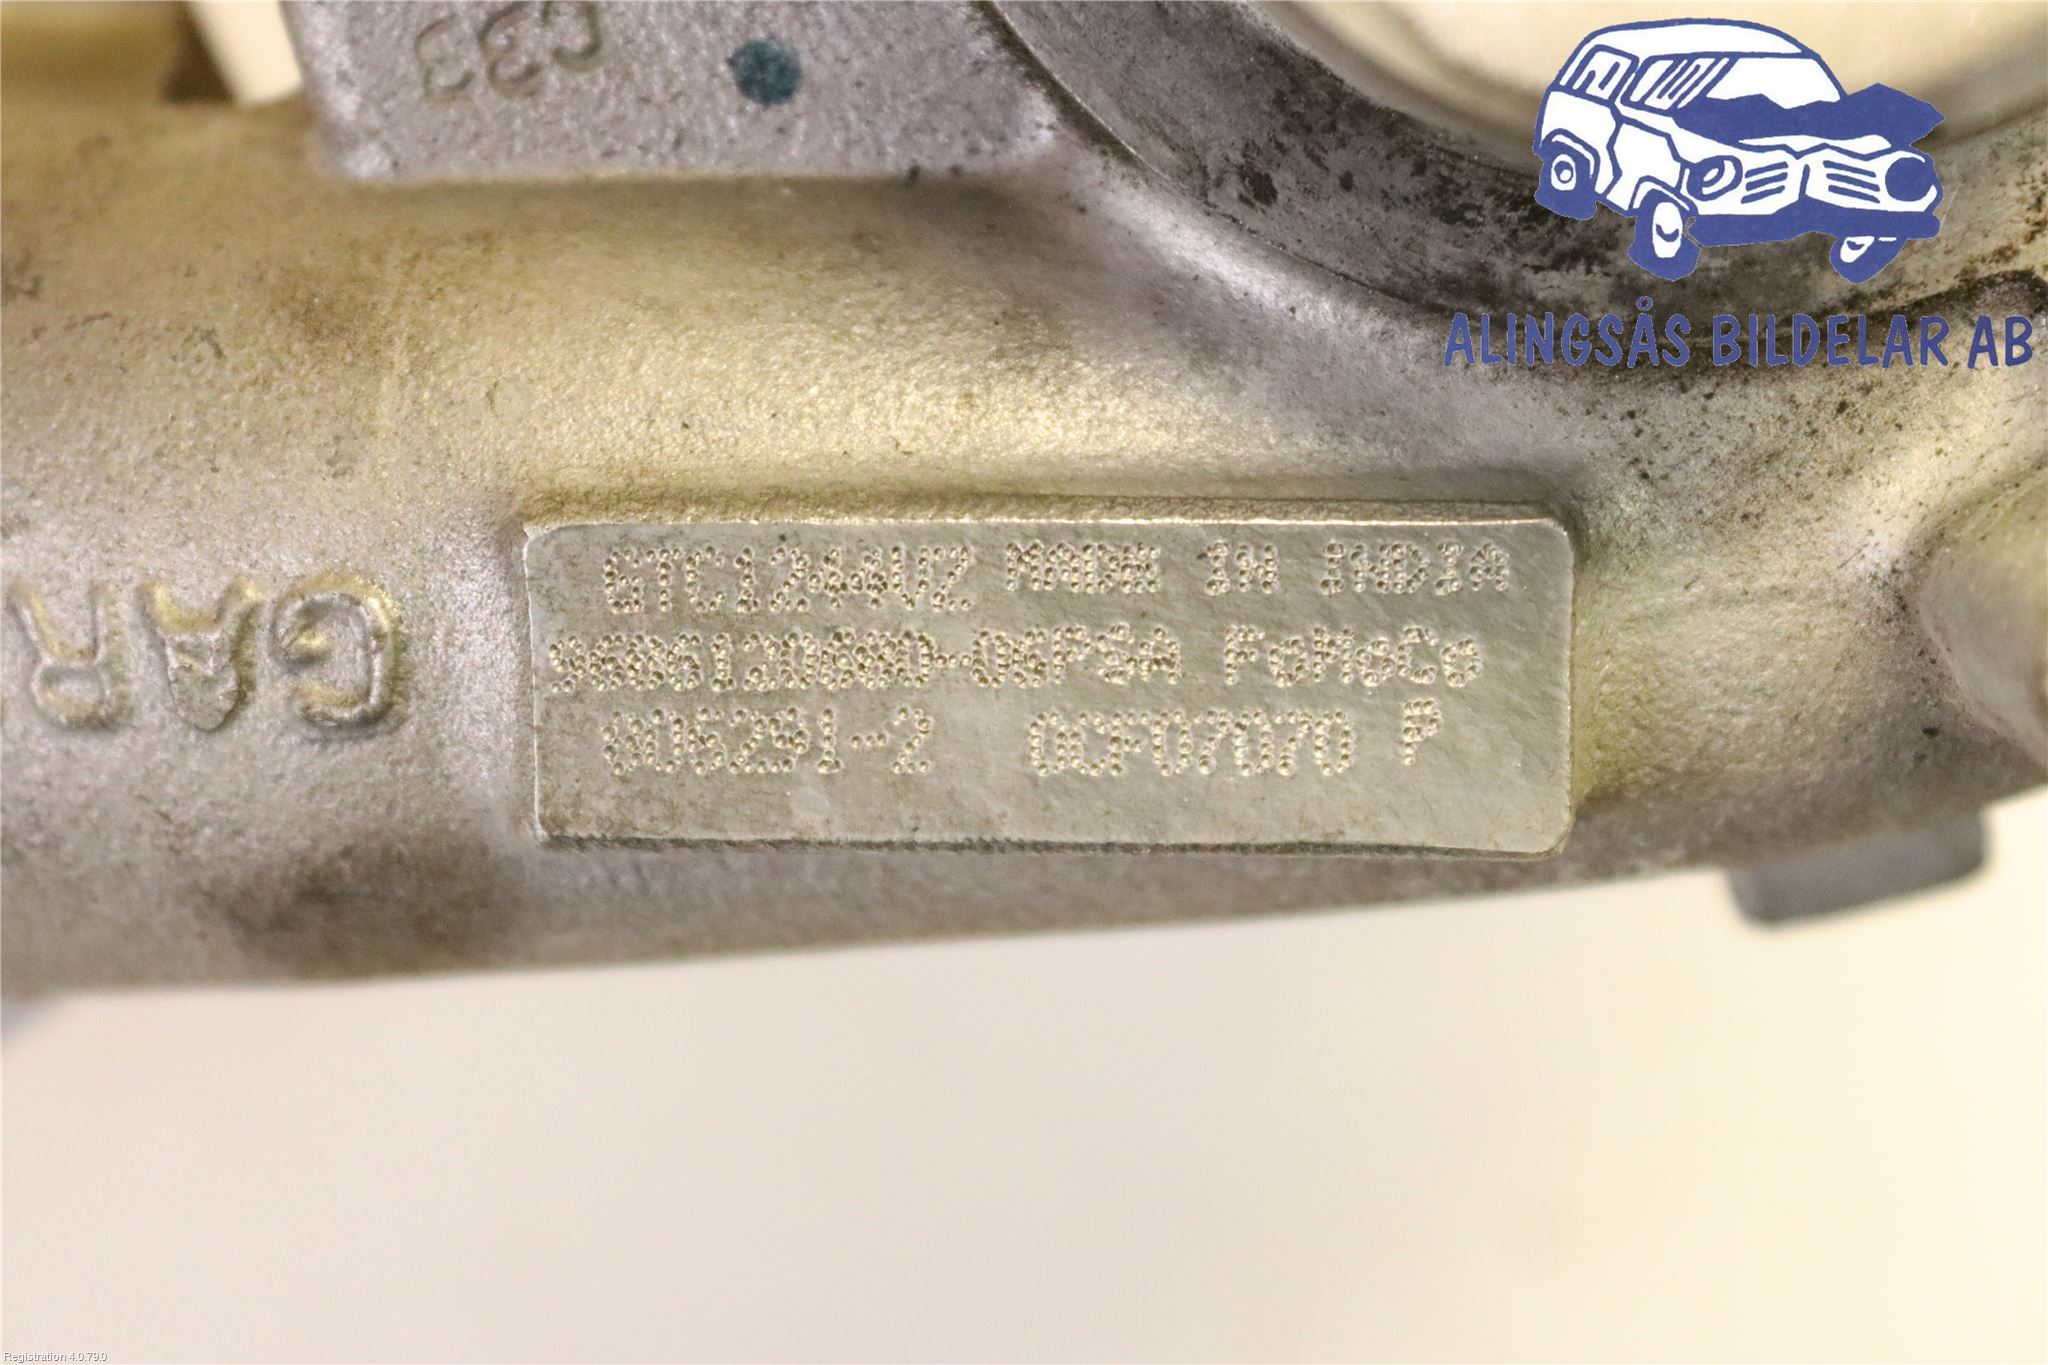 C33
ALINGSÅS BILDELAR AB
GAR
GTC1244VZ MADE IN INDIA
9686120680-06PSA FoMoCo
806291-2 0CF07070 P
Registration 4.0.79.0